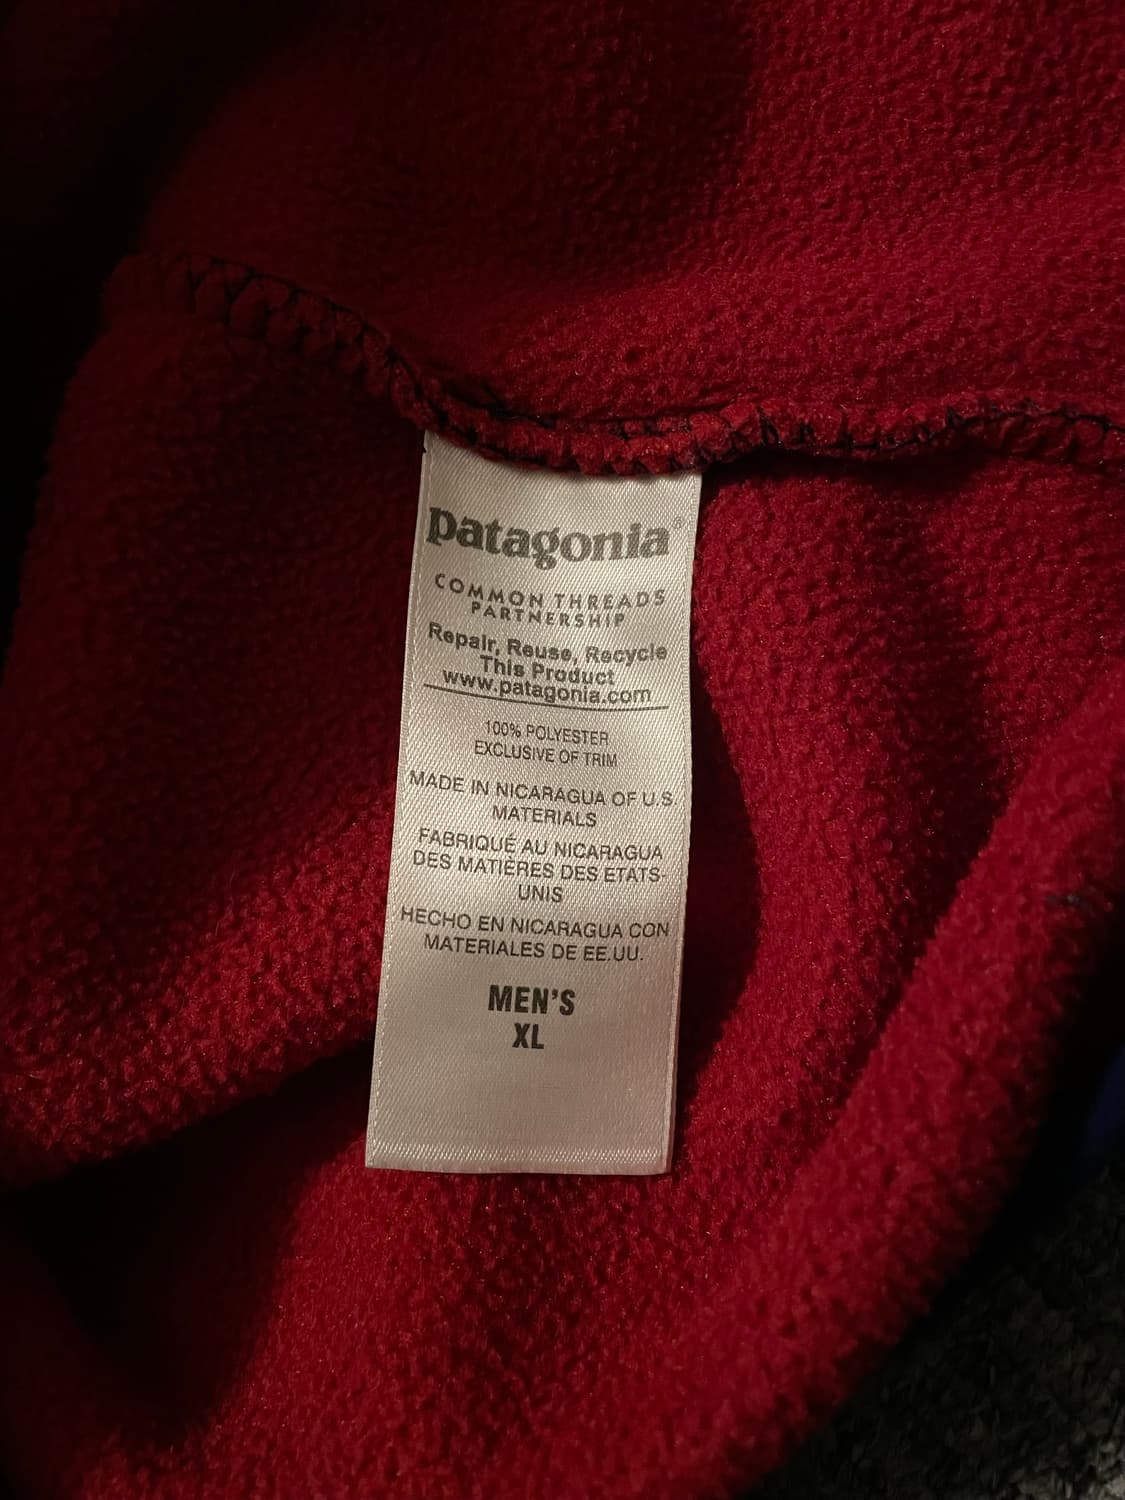 patagonia®
COMMON THREADS
PARTNERSHIP
Repair, Reuse, Recycle
This Product
www.patagonia.com
100% POLYESTER
EXCLUSIVE OF TRIM
MADE IN NICARAGUA OF U.S.
MATERIALS
FABRIQUÉ AU NICARAGUA
DES MATIÈRES DES ETATS-
UNIS
HECHO EN NICARAGUA CON
MATERIALES DE EE.UU.
MEN'S
XL